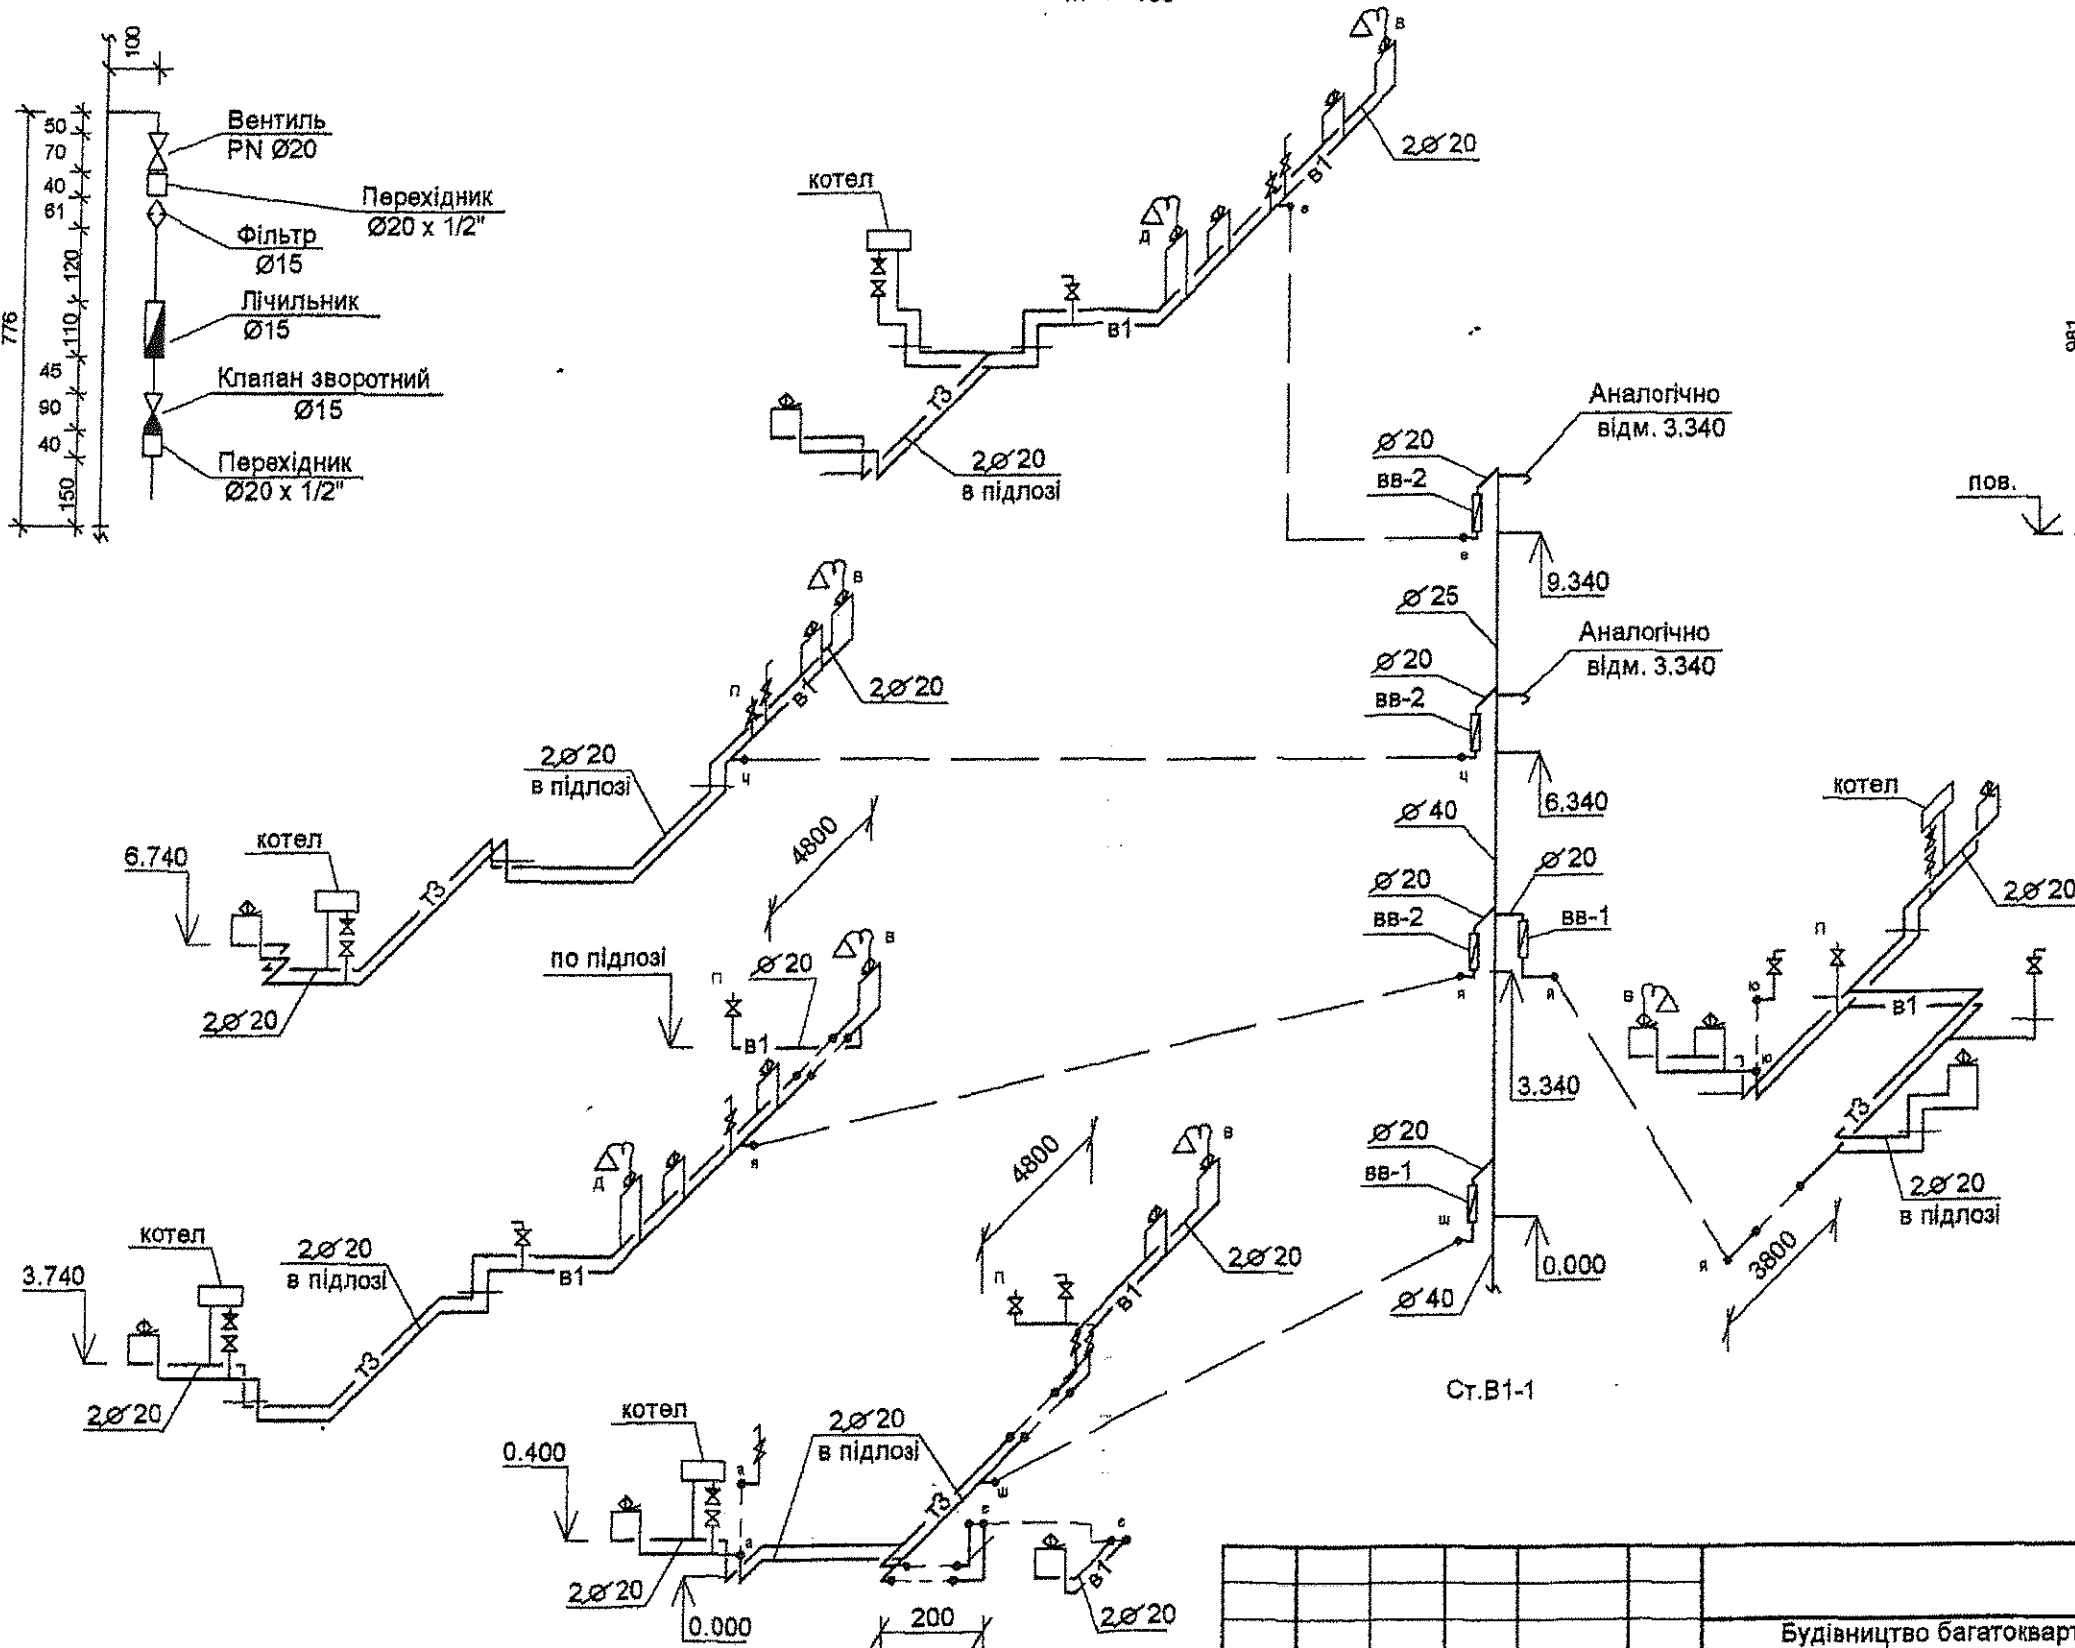 100
50
70
40
61
120
110
45
90
40
150
776
Вентиль
PN Ø20
Перехідник
Ø20 x 1/2"
Фільтр
Ø15
Лічильник
Ø15
Клапан зворотний
Ø15
Перехідник
Ø20 x 1/2"
В
2Ø20
В1
котел
Д
В1
Т3
2Ø20
в підлозі
981
Аналогічно
відм. 3.340
Ø20
вв-2
пов.
9.340
Ø25
Аналогічно
відм. 3.340
Ø20
вв-2
ч
6.340
Ø40
Ø20
Ø20
вв-2
вв-1
я
3.340
Ø20
вв-1
ш
0.000
Ø40
Ст.В1-1
В
П
В1
2Ø20
2Ø20
в підлозі
ч
котел
6.740
Т3
2Ø20
4800
по підлозі
П
Ø20
В
В1
я
Д
В1
котел
2Ø20
в підлозі
3.740
Т3
2Ø20
4800
В
П
В1
2Ø20
котел
2Ø20
в підлозі
0.400
а
а
Т3
ш
2Ø20
0.000
200
В1
2Ø20
котел
2Ø20
П
В
ю
ю
В1
Т3
2Ø20
в підлозі
я
3800
Будівництво багатокварт